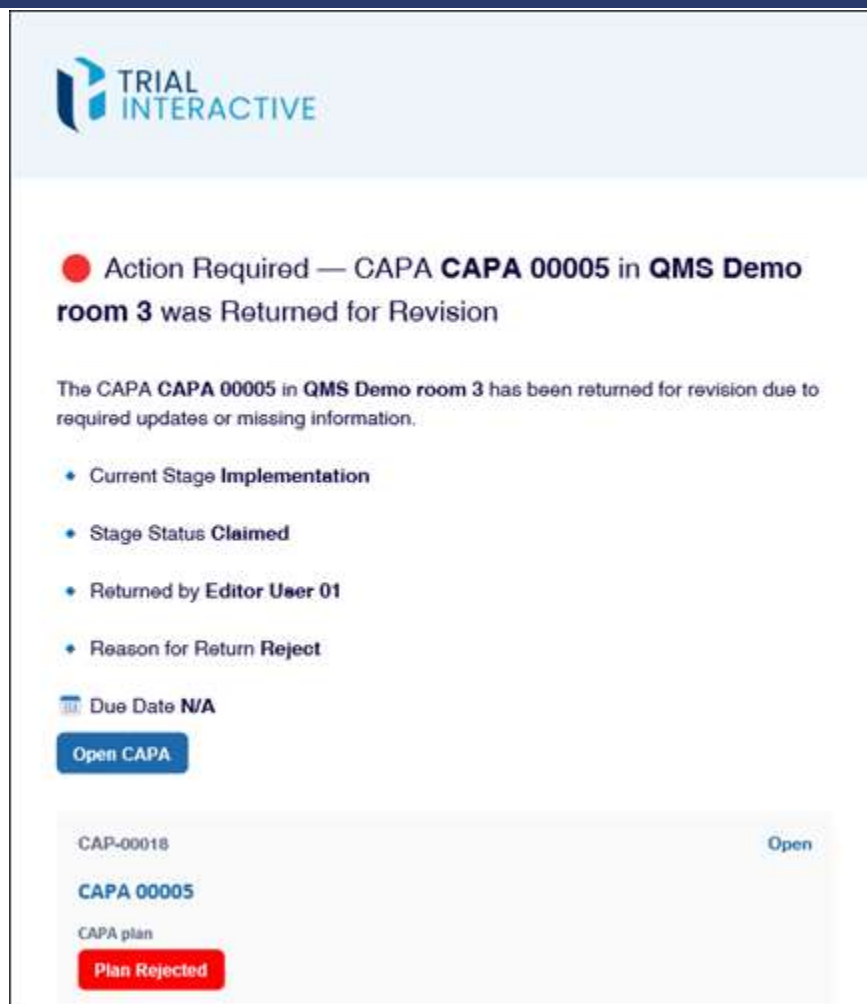 TRIAL
INTERACTIVE
Action Required — CAPA CAPA 00005 in QMS Demo
room 3 was Returned for Revision
The CAPA CAPA 00005 in QMS Demo room 3 has been returned for revision due to
required updates or missing information.
Current Stage Implementation
Stage Status Claimed
Returned by Editor User 01
Reason for Return Reject
Due Date N/A
Open CAPA
CAP-00018 Open
CAPA 00005
CAPA plan
Plan Rejected